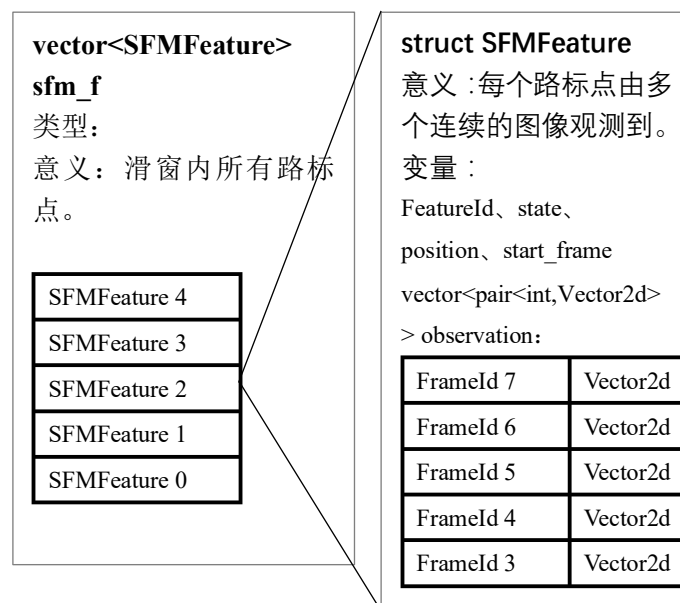 vector<SFMFeature>
sfm_f
类型：
意义：滑窗内所有路标
点。
SFMFeature 4
SFMFeature 3
SFMFeature 2
SFMFeature 1
SFMFeature 0
struct SFMFeature
意义：每个路标点由多
个连续的图像观测到。
变量：
FeatureId、state、
position、start_frame
vector<pair<int,Vector2d>
> observation：
FrameId 7 Vector2d
FrameId 6 Vector2d
FrameId 5 Vector2d
FrameId 4 Vector2d
FrameId 3 Vector2d